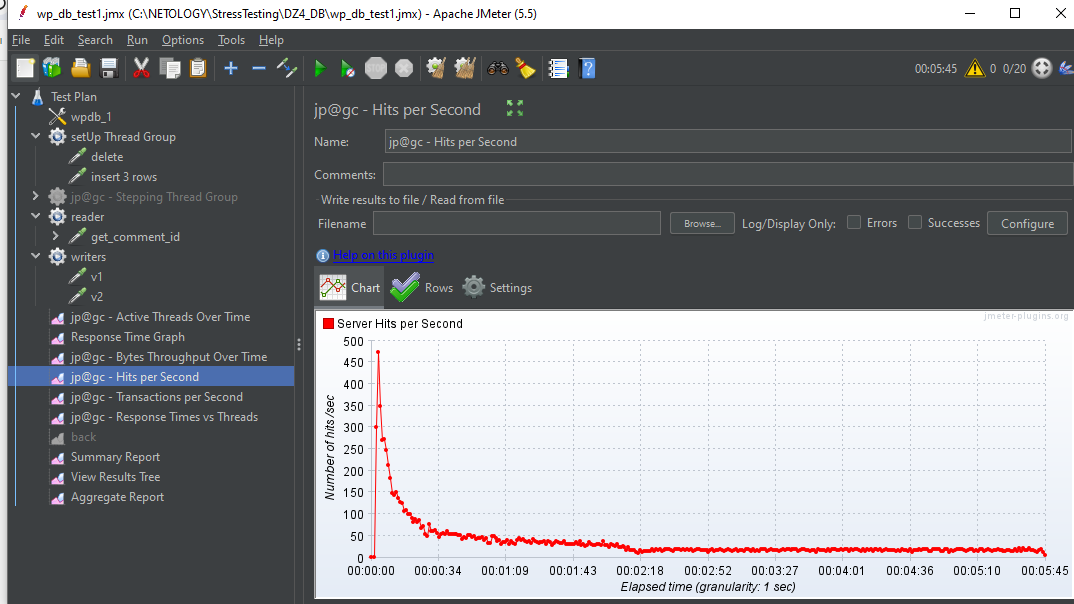 wp_db_test1.jmx (C:\NETOLOGY\StressTesting\DZ4_DB\wp_db_test1.jmx) - Apache JMeter (5.5)
File Edit Search Run Options Tools Help
00:05:45 0 0/20
Test Plan
wpdb_1
setUp Thread Group
delete
insert 3 rows
jp@gc - Stepping Thread Group
reader
get_comment_id
writers
v1
v2
jp@gc - Active Threads Over Time
Response Time Graph
jp@gc - Bytes Throughput Over Time
jp@gc - Hits per Second
jp@gc - Transactions per Second
jp@gc - Response Times vs Threads
back
Summary Report
View Results Tree
Aggregate Report
jp@gc - Hits per Second
Name: jp@gc - Hits per Second
Comments:
Write results to file / Read from file
Filename Browse... Log/Display Only: Errors Successes Configure
Help on this plugin
Chart Rows Settings
jmeter-plugins.org
Server Hits per Second
500
450
400
350
300
250
200
150
100
50
0
Number of hits /sec
00:00:00 00:00:34 00:01:09 00:01:43 00:02:18 00:02:52 00:03:27 00:04:01 00:04:36 00:05:10 00:05:45
Elapsed time (granularity: 1 sec)